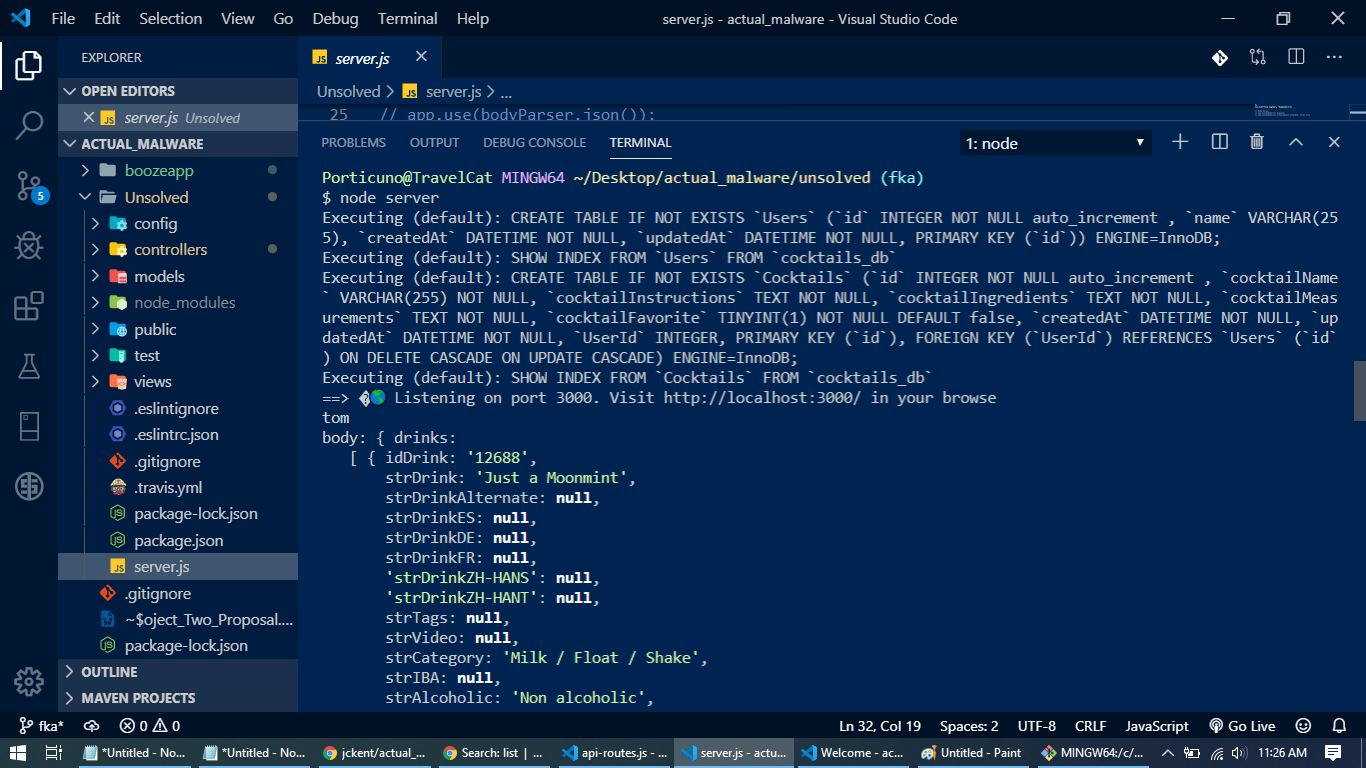 File Edit Selection View Go Debug Terminal Help
server.js - actual_malware - Visual Studio Code
EXPLORER
OPEN EDITORS
server.js Unsolved
ACTUAL_MALWARE
boozeapp
Unsolved
config
controllers
models
node_modules
public
test
views
.eslintignore
.eslintrc.json
.gitignore
.travis.yml
package-lock.json
package.json
server.js
.gitignore
~$oject_Two_Proposal....
package-lock.json
OUTLINE
MAVEN PROJECTS
5
JS server.js
Unsolved > JS server.js > ...
25 // app.use(bodyParser.json());
PROBLEMS OUTPUT DEBUG CONSOLE TERMINAL
1: node
Porticuno@TravelCat MINGW64 ~/Desktop/actual_malware/unsolved (fka)
$ node server
Executing (default): CREATE TABLE IF NOT EXISTS `Users` (`id` INTEGER NOT NULL auto_increment , `name` VARCHAR(25
5), `createdAt` DATETIME NOT NULL, `updatedAt` DATETIME NOT NULL, PRIMARY KEY (`id`)) ENGINE=InnoDB;
Executing (default): SHOW INDEX FROM `Users` FROM `cocktails_db`
Executing (default): CREATE TABLE IF NOT EXISTS `Cocktails` (`id` INTEGER NOT NULL auto_increment , `cocktailName
` VARCHAR(255) NOT NULL, `cocktailInstructions` TEXT NOT NULL, `cocktailIngredients` TEXT NOT NULL, `cocktailMeas
urements` TEXT NOT NULL, `cocktailFavorite` TINYINT(1) NOT NULL DEFAULT false, `createdAt` DATETIME NOT NULL, `up
datedAt` DATETIME NOT NULL, `UserId` INTEGER, PRIMARY KEY (`id`), FOREIGN KEY (`UserId`) REFERENCES `Users` (`id`
) ON DELETE CASCADE ON UPDATE CASCADE) ENGINE=InnoDB;
Executing (default): SHOW INDEX FROM `Cocktails` FROM `cocktails_db`
==> �🌎 Listening on port 3000. Visit http://localhost:3000/ in your browse
tom
body: { drinks:
[ { idDrink: '12688',
strDrink: 'Just a Moonmint',
strDrinkAlternate: null,
strDrinkES: null,
strDrinkDE: null,
strDrinkFR: null,
'strDrinkZH-HANS': null,
'strDrinkZH-HANT': null,
strTags: null,
strVideo: null,
strCategory: 'Milk / Float / Shake',
strIBA: null,
strAlcoholic: 'Non alcoholic',
fka* 0 0
Ln 32, Col 19 Spaces: 2 UTF-8 CRLF JavaScript Go Live
*Untitled - No... *Untitled - No... jckent/actual_... Search: list | ... api-routes.js - ... server.js - actu... Welcome - ac... Untitled - Paint MINGW64:/c/... 11:26 AM